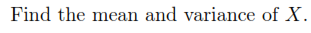 Find the mean and variance of X.